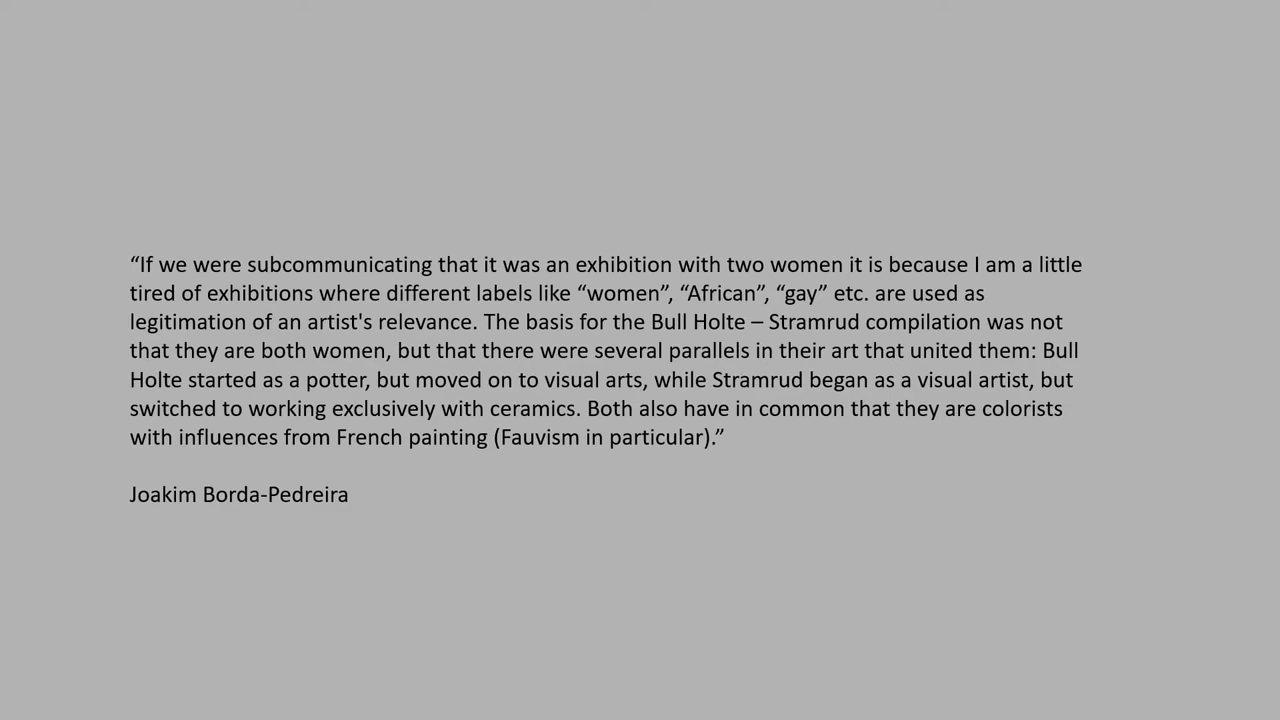 “If we were subcommunicating that it was an exhibition with two women it is because I am a little
tired of exhibitions where different labels like “women”, “African”, “gay” etc. are used as
legitimation of an artist's relevance. The basis for the Bull Holte – Stramrud compilation was not
that they are both women, but that there were several parallels in their art that united them: Bull
Holte started as a potter, but moved on to visual arts, while Stramrud began as a visual artist, but
switched to working exclusively with ceramics. Both also have in common that they are colorists
with influences from French painting (Fauvism in particular).”
Joakim Borda-Pedreira